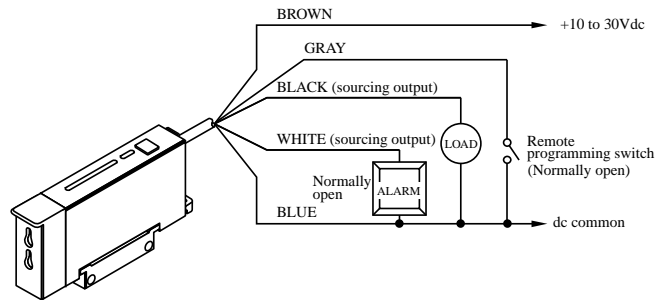 BROWN
+10 to 30Vdc
GRAY
BLACK (sourcing output)
WHITE (sourcing output)
LOAD
Remote
programming switch
(Normally open)
Normally
open
ALARM
BLUE
dc common